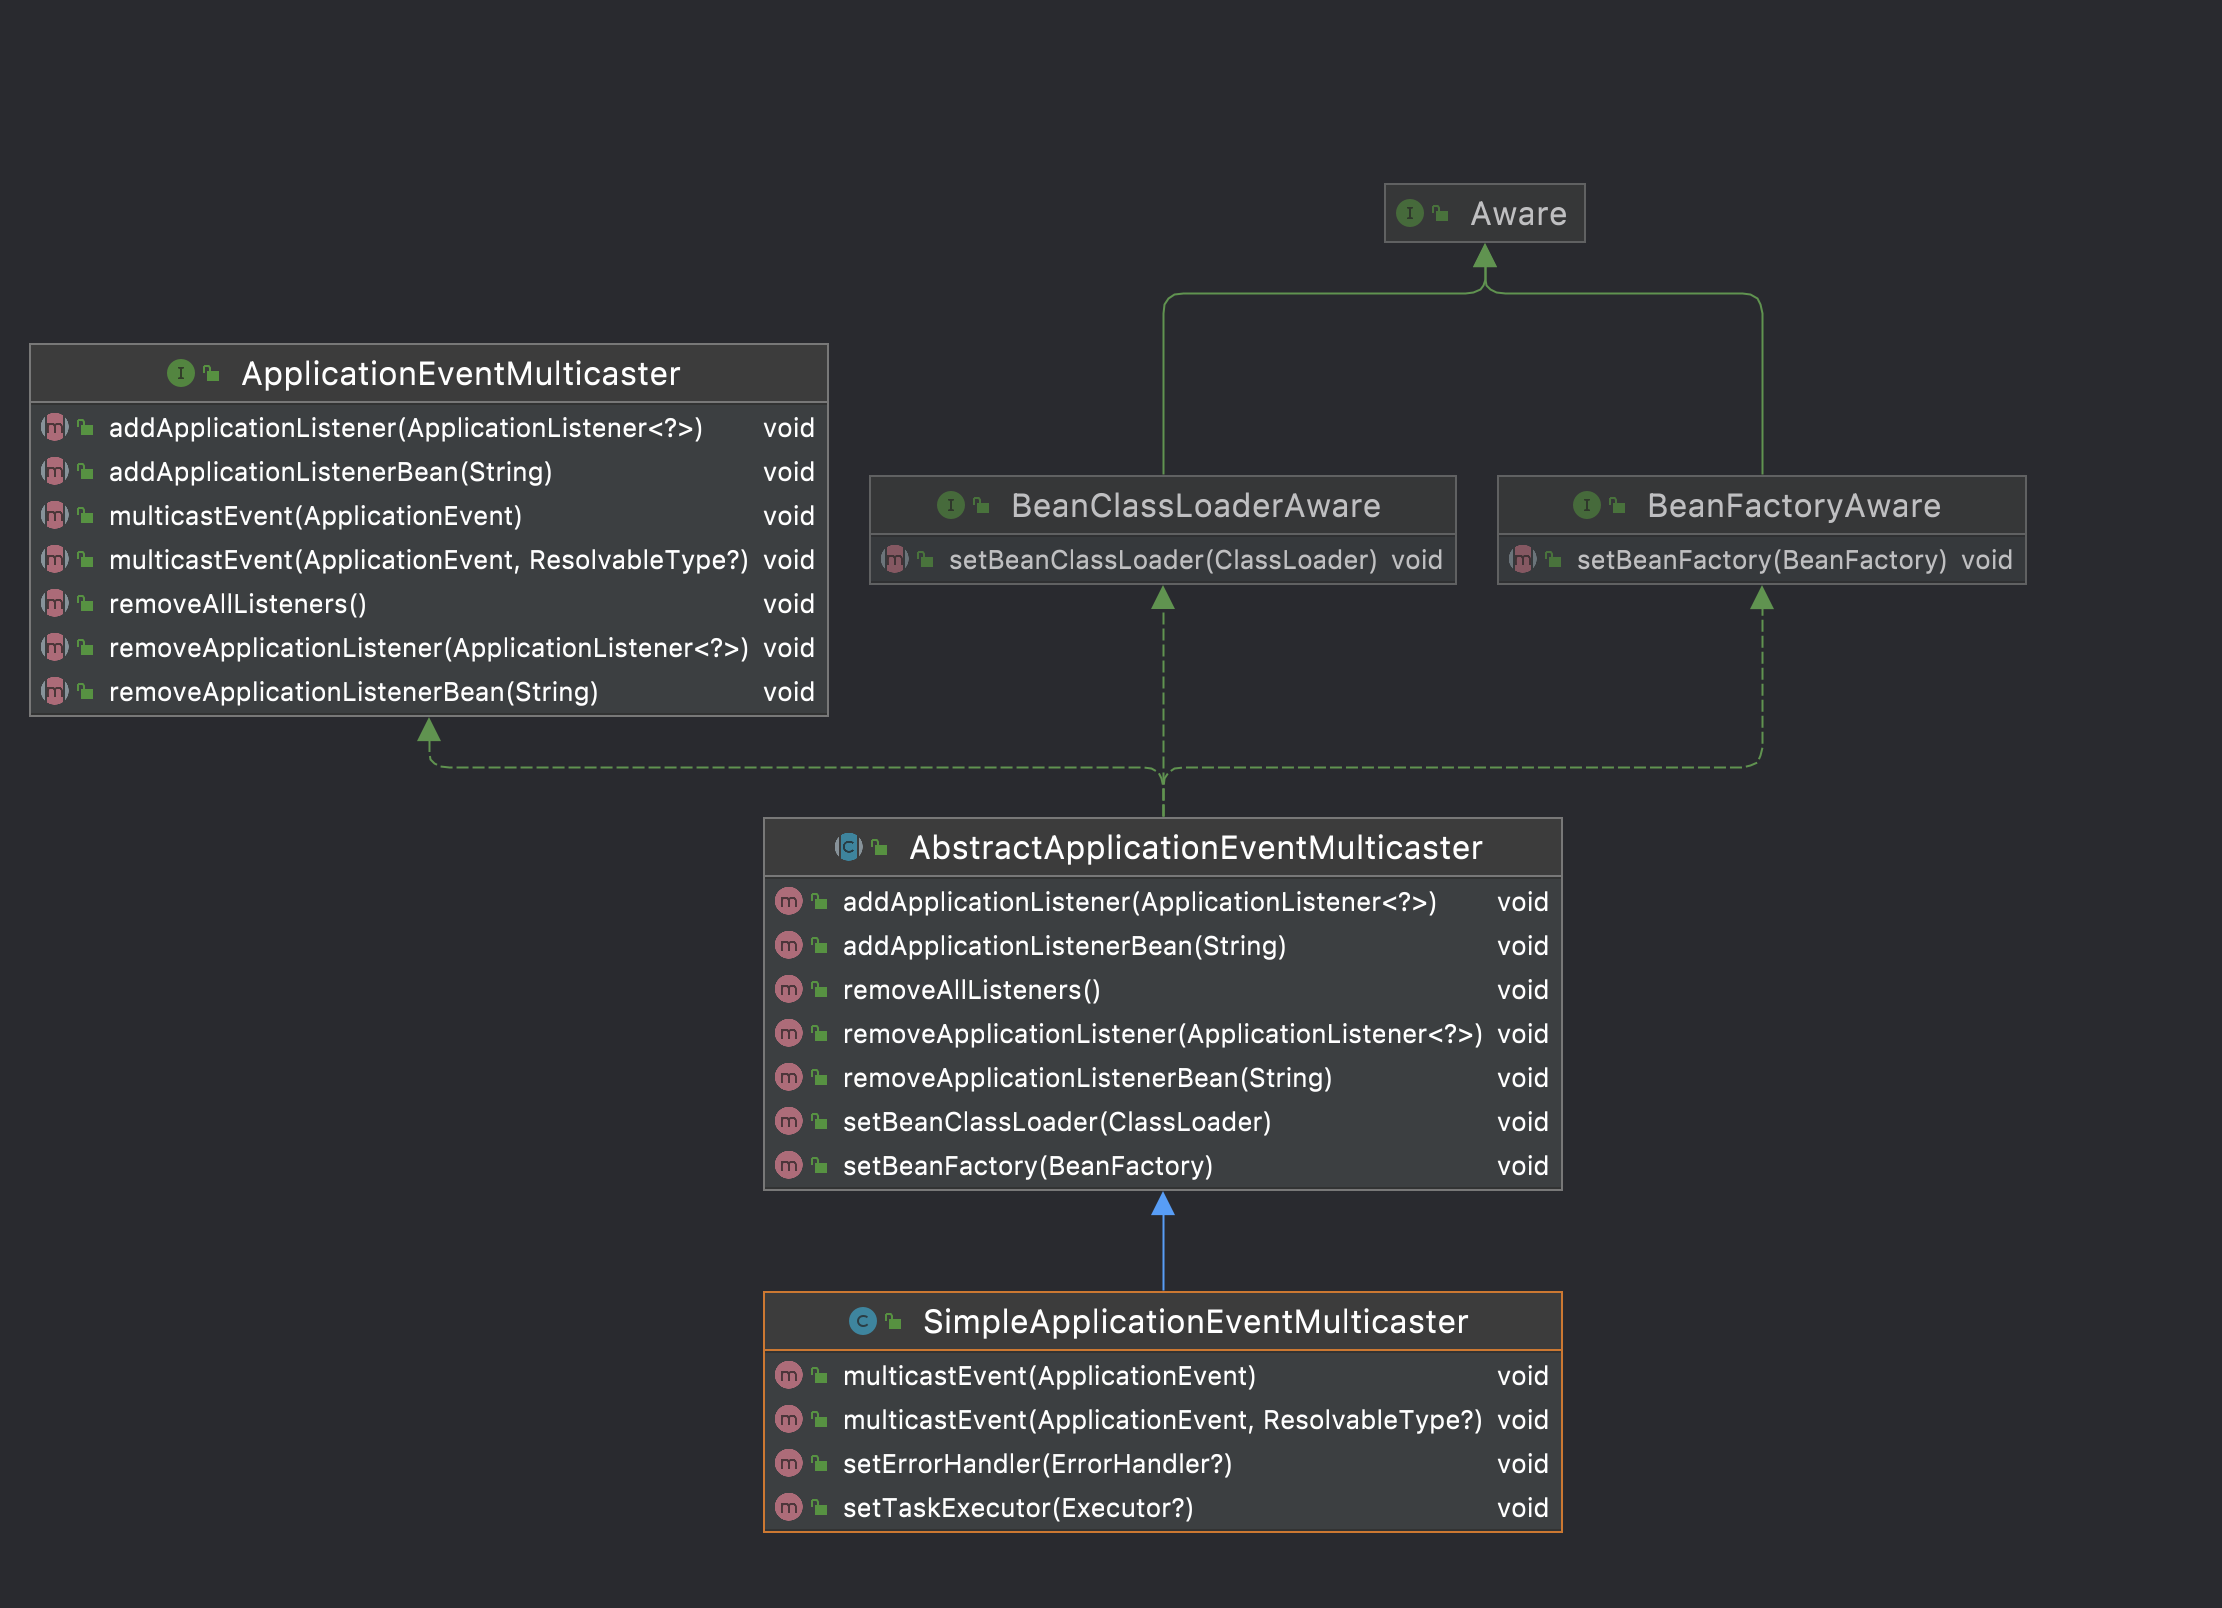 Aware
ApplicationEventMulticaster
addApplicationListener(ApplicationListener<?>) void
addApplicationListenerBean(String) void
multicastEvent(ApplicationEvent) void
multicastEvent(ApplicationEvent, ResolvableType?) void
removeAllListeners() void
removeApplicationListener(ApplicationListener<?>) void
removeApplicationListenerBean(String) void
BeanClassLoaderAware
setBeanClassLoader(ClassLoader) void
BeanFactoryAware
setBeanFactory(BeanFactory) void
AbstractApplicationEventMulticaster
addApplicationListener(ApplicationListener<?>) void
addApplicationListenerBean(String) void
removeAllListeners() void
removeApplicationListener(ApplicationListener<?>) void
removeApplicationListenerBean(String) void
setBeanClassLoader(ClassLoader) void
setBeanFactory(BeanFactory) void
SimpleApplicationEventMulticaster
multicastEvent(ApplicationEvent) void
multicastEvent(ApplicationEvent, ResolvableType?) void
setErrorHandler(ErrorHandler?) void
setTaskExecutor(Executor?) void